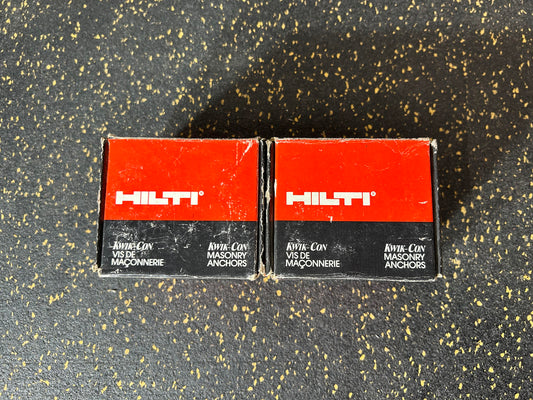 HILTI®
KWIK-CON
VIS DE
MAÇONNERIE
KWIK-CON
MASONRY
ANCHORS
HILTI®
KWIK-CON
VIS DE
MAÇONNERIE
KWIK-CON
MASONRY
ANCHORS